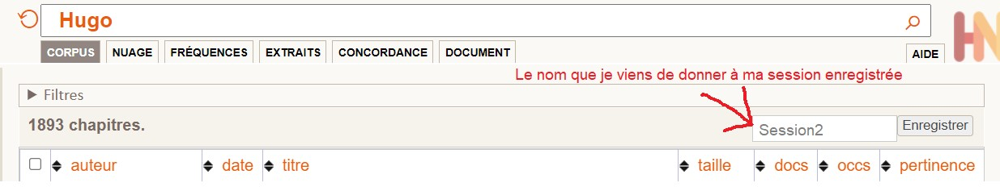 Hugo
CORPUS NUAGE FRÉQUENCES EXTRAITS CONCORDANCE DOCUMENT AIDE
HN
Le nom que je viens de donner à ma session enregistrée
Filtres
1893 chapitres. Session2 Enregistrer
auteur date titre taille docs occs pertinence